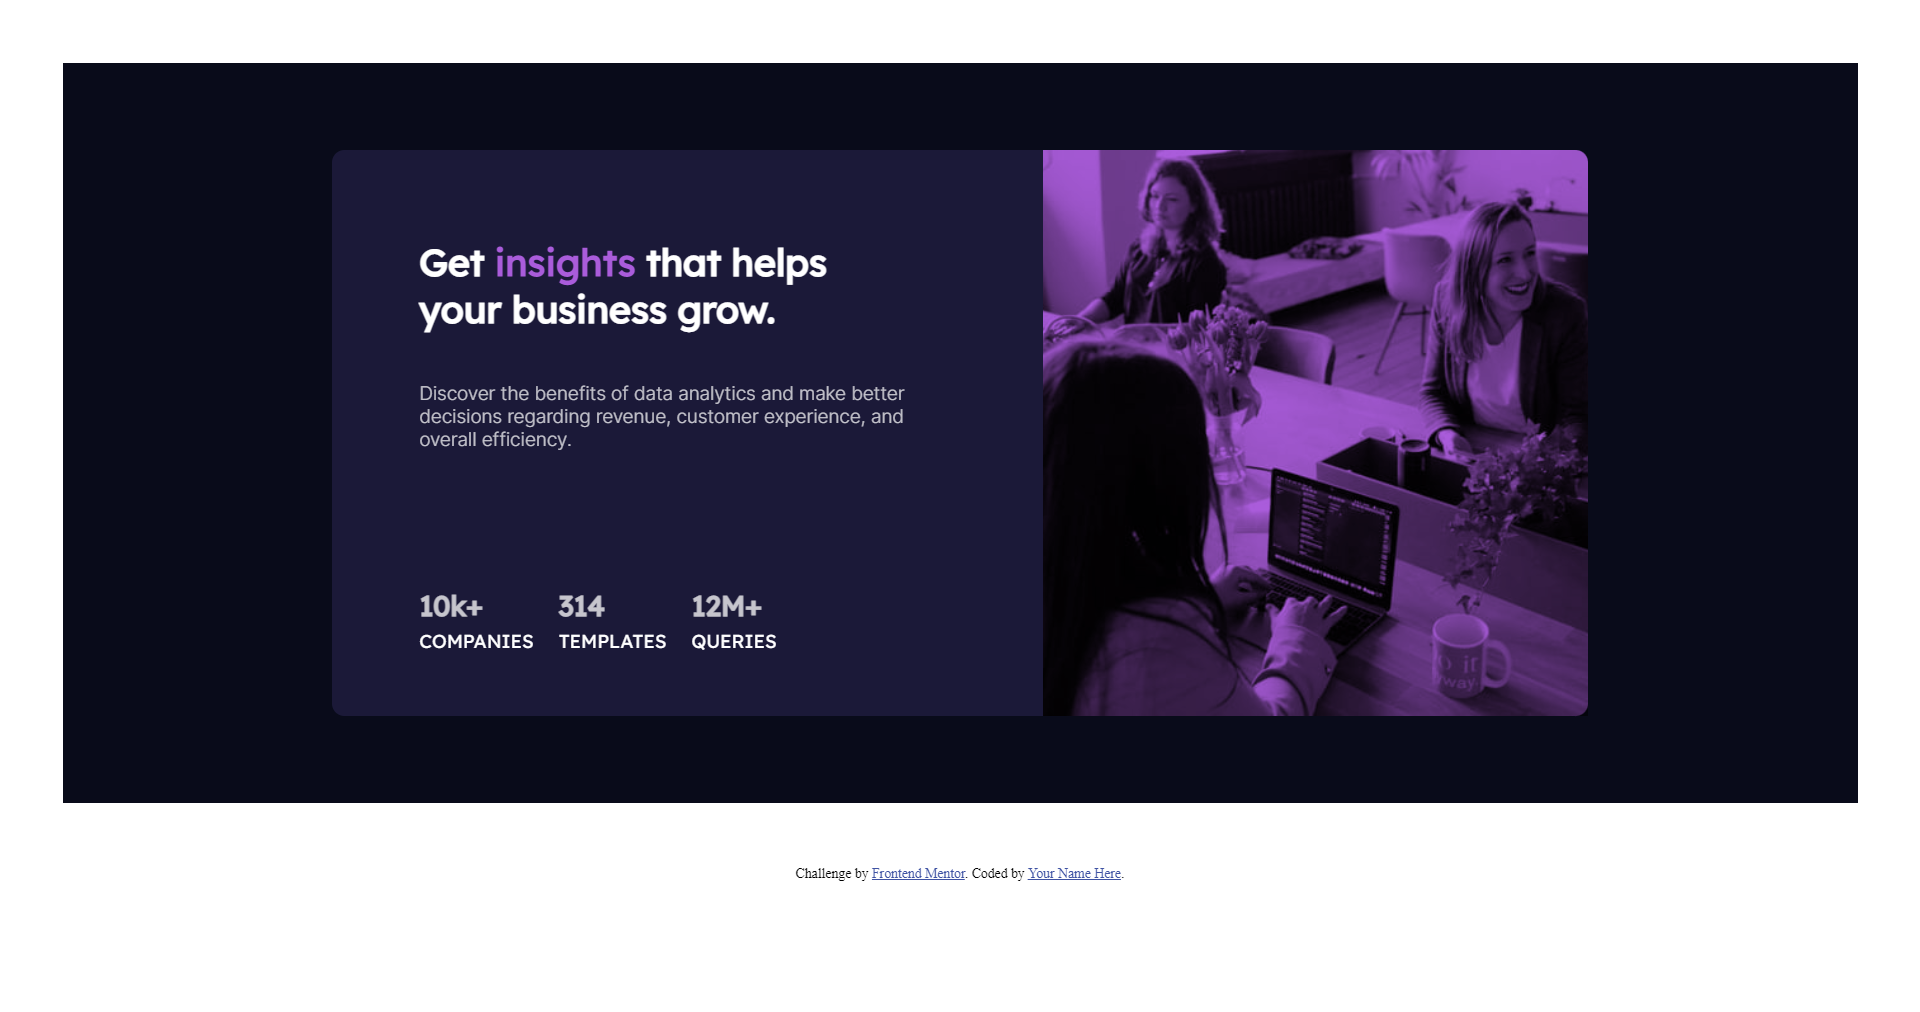 Get insights that helps
your business grow.
Discover the benefits of data analytics and make better
decisions regarding revenue, customer experience, and
overall efficiency.
10k+ 314 12M+
COMPANIES TEMPLATES QUERIES
Challenge by Frontend Mentor. Coded by Your Name Here.